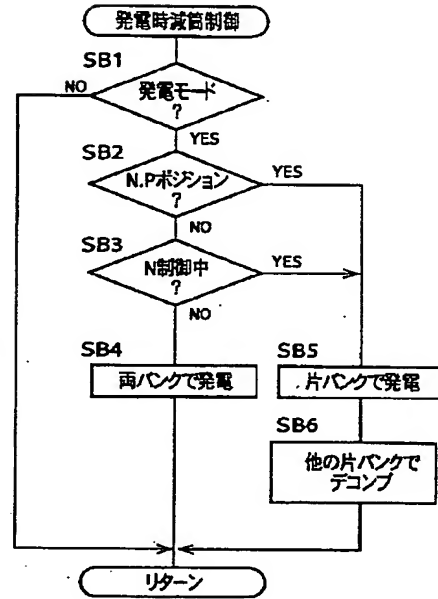 発電時減筒制御
SB1
NO
発電モード
?
YES
SB2
N.Pポジション
?
YES
NO
SB3
N制御中
?
YES
NO
SB4
両バンクで発電
SB5
片バンクで発電
SB6
他の片バンクで
デコンプ
リターン